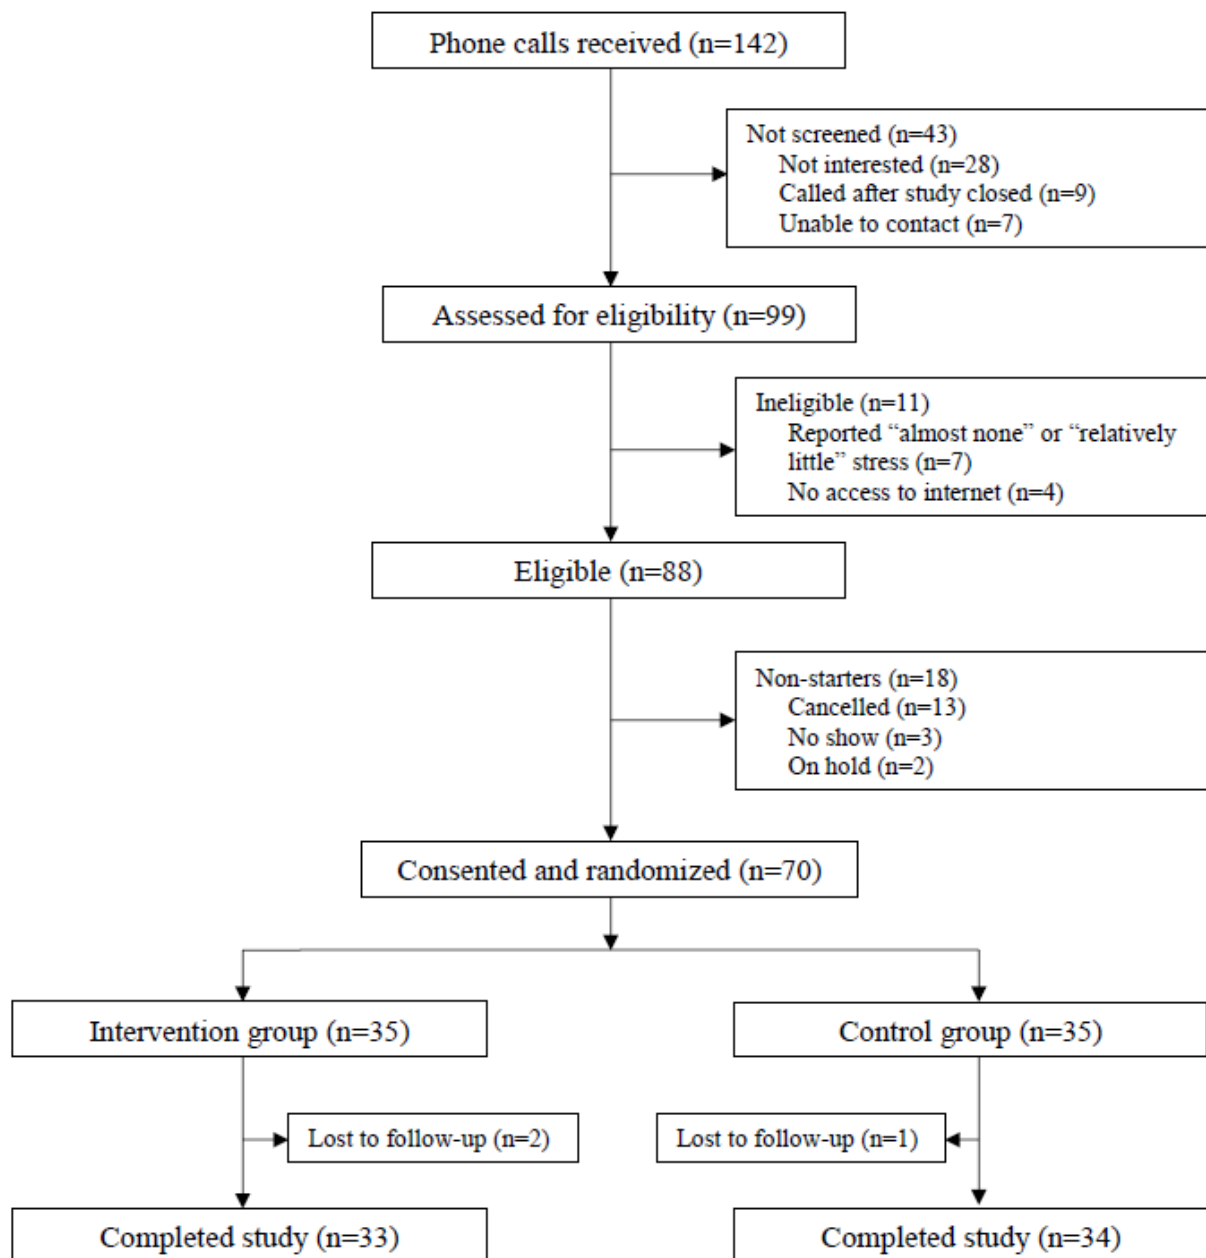 Phone calls received (n=142)
Not screened (n=43)
Not interested (n=28)
Called after study closed (n=9)
Unable to contact (n=7)
Assessed for eligibility (n=99)
Ineligible (n=11)
Reported “almost none” or “relatively
little” stress (n=7)
No access to internet (n=4)
Eligible (n=88)
Non-starters (n=18)
Cancelled (n=13)
No show (n=3)
On hold (n=2)
Consented and randomized (n=70)
Intervention group (n=35)
Control group (n=35)
Lost to follow-up (n=2)
Lost to follow-up (n=1)
Completed study (n=33)
Completed study (n=34)